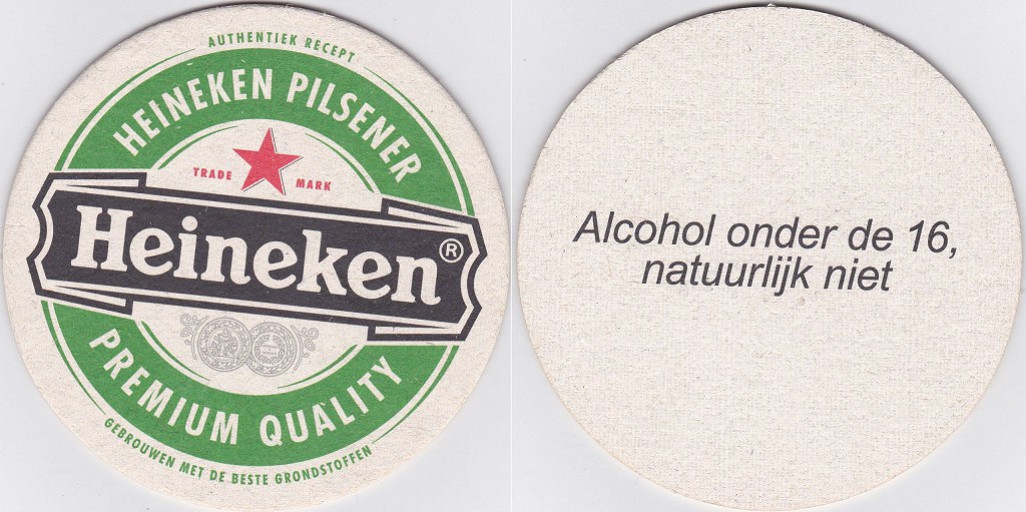 AUTHENTIEK RECEPT
HEINEKEN PILSENER
TRADE MARK
Heineken®
PREMIUM QUALITY
GEBROUWEN MET DE BESTE GRONDSTOFFEN
Alcohol onder de 16,
natuurlijk niet